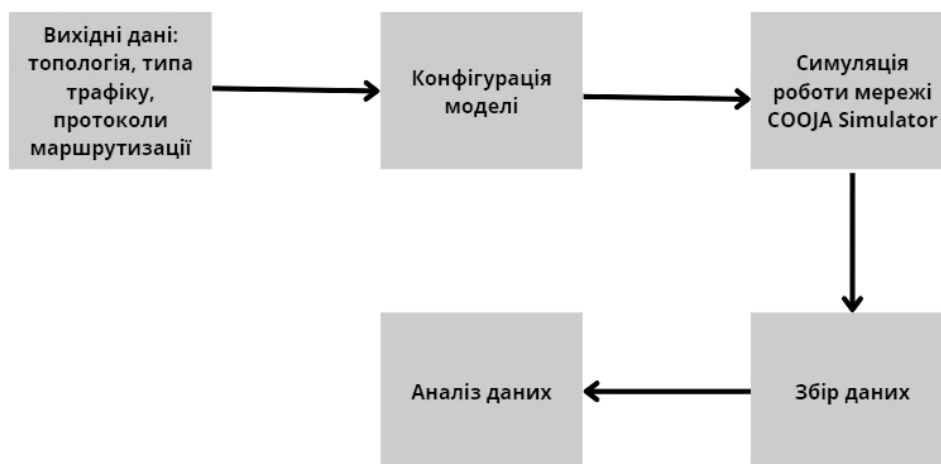 Вихідні дані:
топологія, типа
трафіку,
протоколи
маршрутизації
Конфігурація
моделі
Симуляція
роботи мережі
COOJA Simulator
Аналіз даних
Збір даних